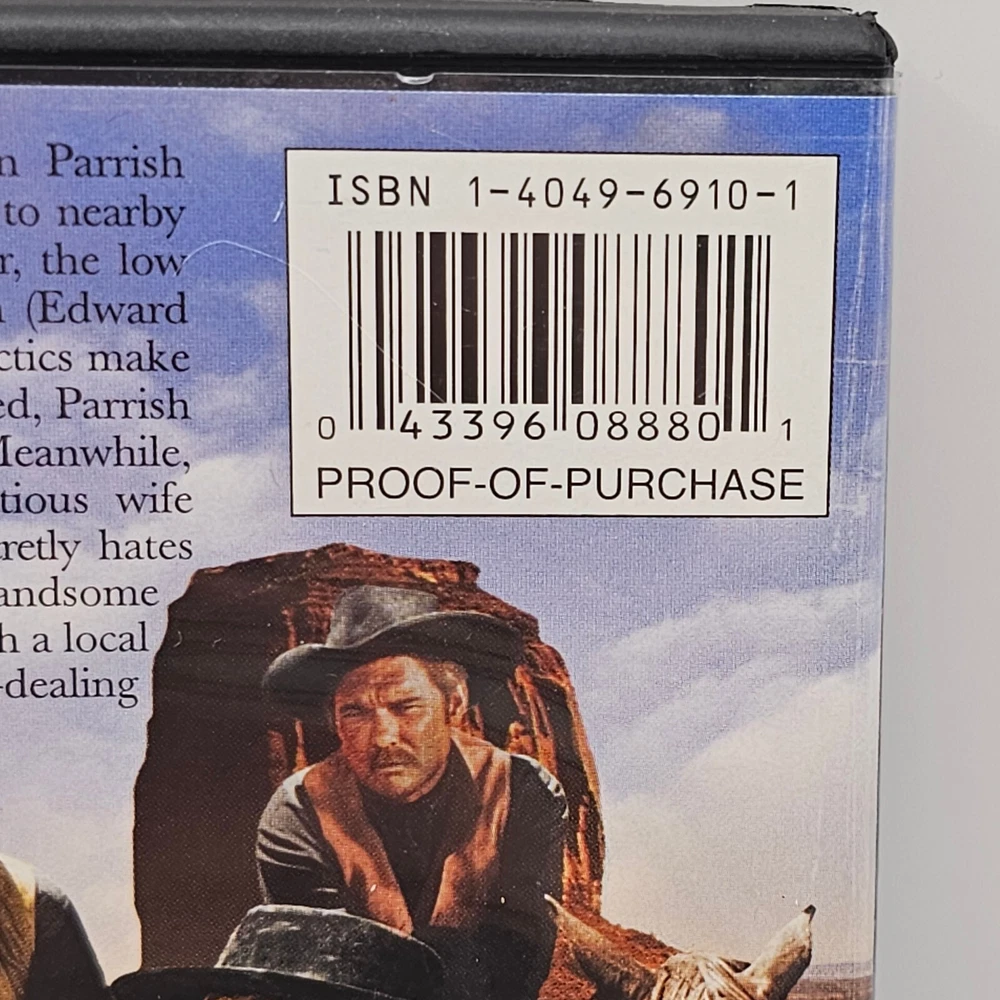 n Parrish
to nearby
r, the low
(Edward
ctics make
ed, Parrish
Meanwhile,
tious wife
retly hates
andsome
h a local
-dealing
ISBN 1-4049-6910-1
0 43396 08880 1
PROOF-OF-PURCHASE